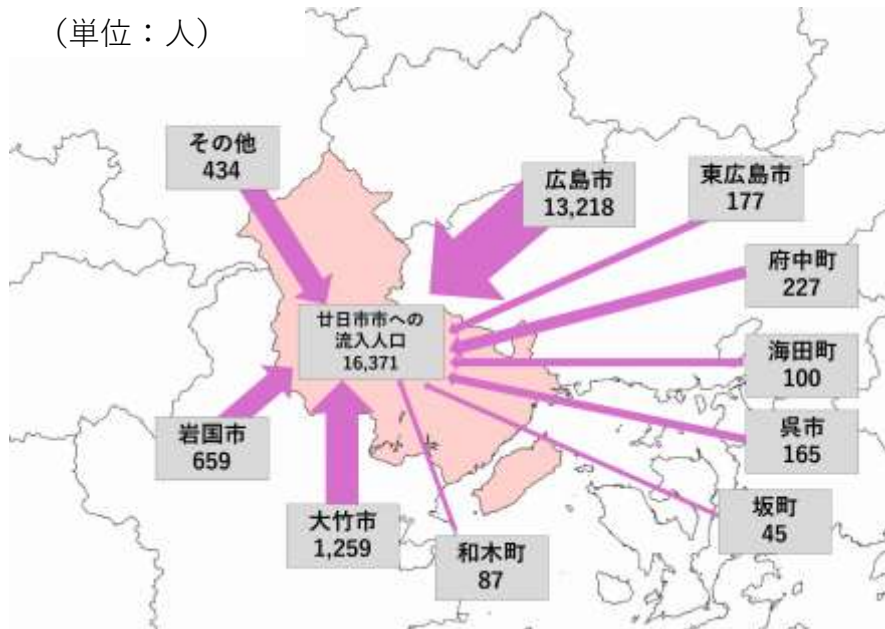 （単位：人）
その他
434
広島市
13,218
東広島市
177
府中町
227
廿日市市への
流入人口
16,371
海田町
100
呉市
165
岩国市
659
坂町
45
大竹市
1,259
和木町
87